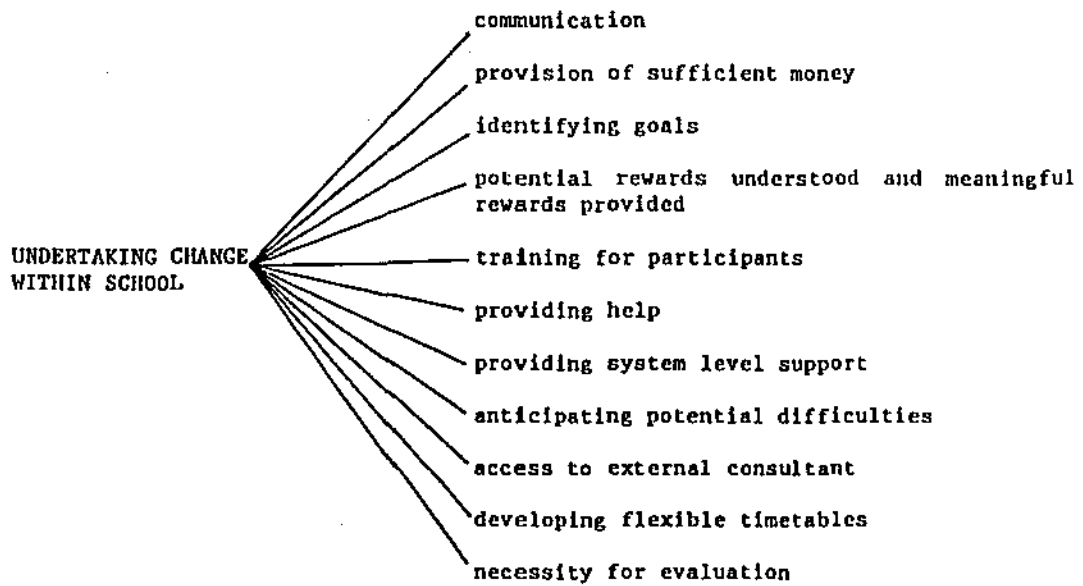 communication
provision of sufficient money
identifying goals
potential rewards understood and meaningful
rewards provided
UNDERTAKING CHANGE
WITHIN SCHOOL
training for participants
providing help
providing system level support
anticipating potential difficulties
access to external consultant
developing flexible timetables
necessity for evaluation